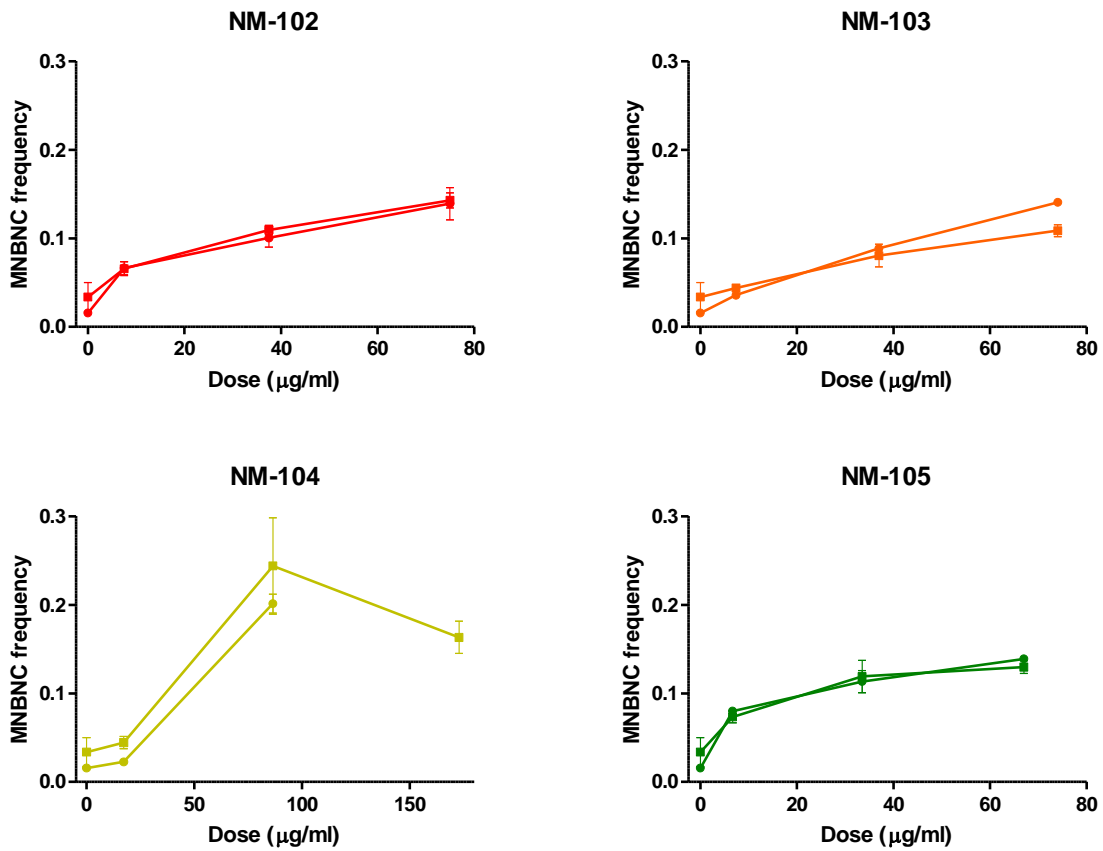 NM-102
MNBNC frequency
0.3
0.2
0.1
0.0
0 20 40 60 80
Dose (μg/ml)
NM-103
MNBNC frequency
0.3
0.2
0.1
0.0
0 20 40 60 80
Dose (μg/ml)
NM-104
MNBNC frequency
0.3
0.2
0.1
0.0
0 50 100 150
Dose (μg/ml)
NM-105
MNBNC frequency
0.3
0.2
0.1
0.0
0 20 40 60 80
Dose (μg/ml)